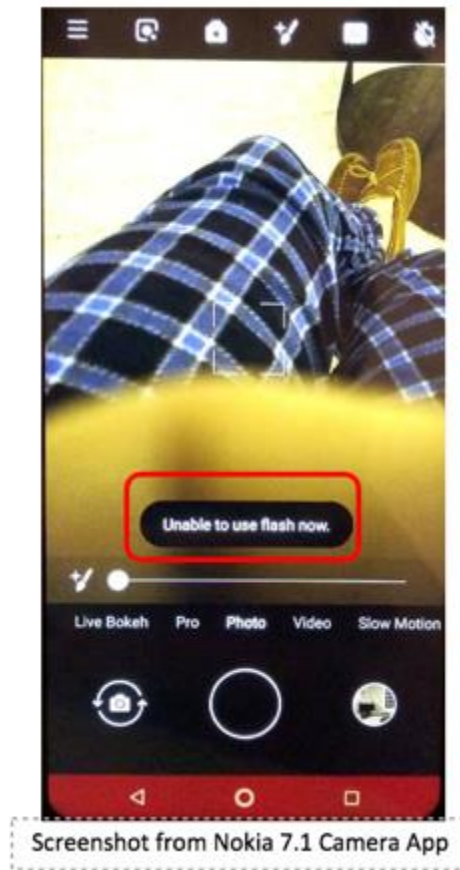 Unable to use flash now.
Live Bokeh Pro Photo Video Slow Motion
Screenshot from Nokia 7.1 Camera App